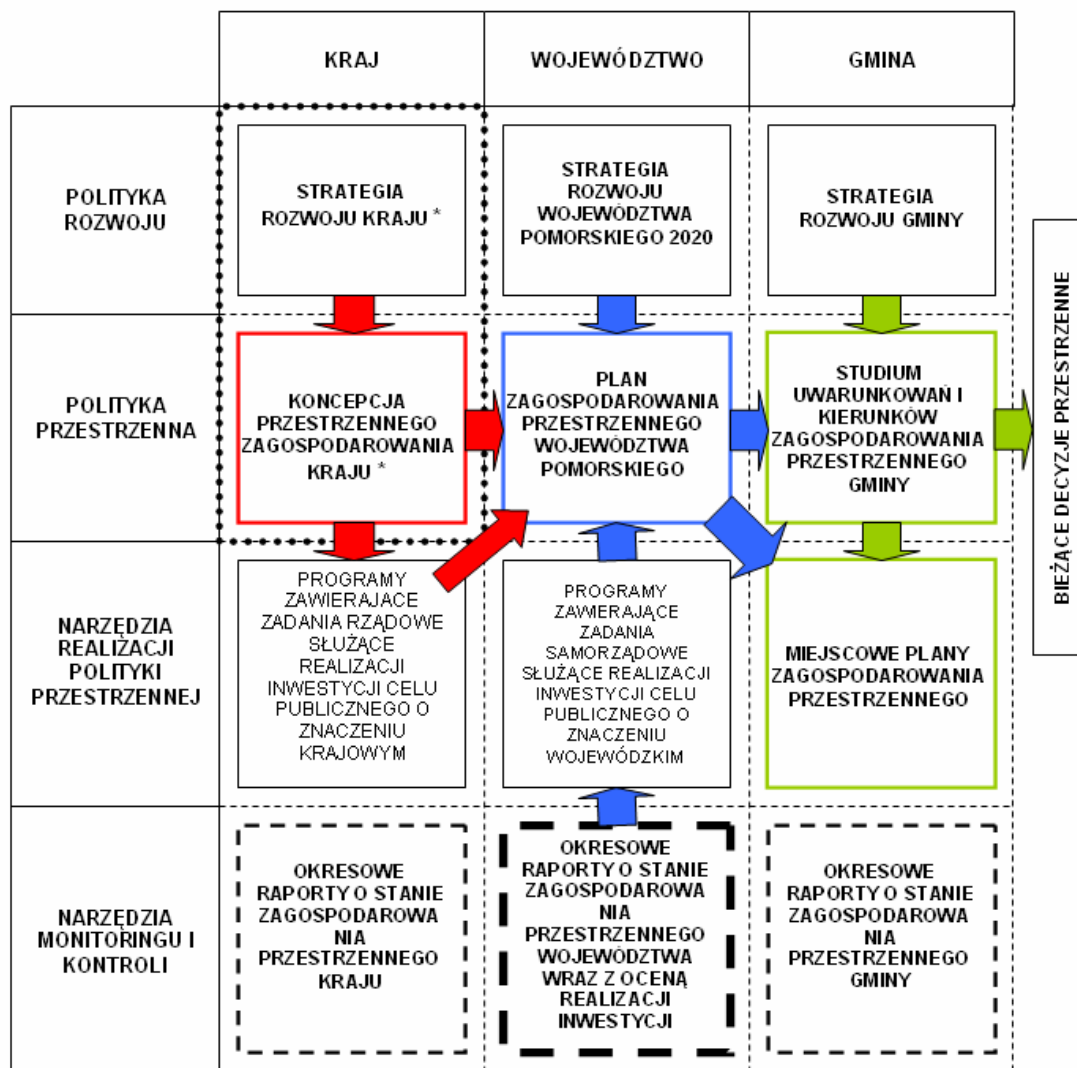 KRAJ
WOJEWÓDZTWO
GMINA
POLITYKA
ROZWOJU
STRATEGIA
ROZWOJU KRAJU *
STRATEGIA
ROZWOJU
WOJEWÓDZTWA
POMORSKIEGO 2020
STRATEGIA
ROZWOJU GMINY
POLITYKA
PRZESTRZENNA
KONCEPCJA
PRZESTRZENNEGO
ZAGOSPODAROWANIA
KRAJU *
PLAN
ZAGOSPODAROWANIA
PRZESTRZENNEGO
WOJEWÓDZTWA
POMORSKIEGO
STUDIUM
UWARUNKOWAŃ I
KIERUNKÓW
ZAGOSPODAROWANIA
PRZESTRZENNEGO
GMINY
BIEŻĄCE DECYZJE PRZESTRZENNE
NARZĘDZIA
REALIZACJI
POLITYKI
PRZESTRZENNEJ
PROGRAMY
ZAWIERAJACE
ZADANIA RZĄDOWE
SŁUŻĄCE
REALIZACJI
INWESTYCJI CELU
PUBLICZNEGO O
ZNACZENIU
KRAJOWYM
PROGRAMY
ZAWIERAJĄCE
ZADANIA
SAMORZĄDOWE
SŁUŻĄCE REALIZACJI
INWESTYCJI CELU
PUBLICZNEGO O
ZNACZENIU
WOJEWÓDZKIM
MIEJSCOWE PLANY
ZAGOSPODAROWANIA
PRZESTRZENNEGO
NARZĘDZIA
MONITORINGU I
KONTROLI
OKRESOWE
RAPORTY O STANIE
ZAGOSPODAROWA
NIA
PRZESTRZENNEGO
KRAJU
OKRESOWE
RAPORTY O STANIE
ZAGOSPODAROWA
NIA
PRZESTRZENNEGO
WOJEWÓDZTWA
WRAZ Z OCENĄ
REALIZACJI
INWESTYCJI
OKRESOWE
RAPORTY O STANIE
ZAGOSPODAROWA
NIA
PRZESTRZENNEGO
GMINY